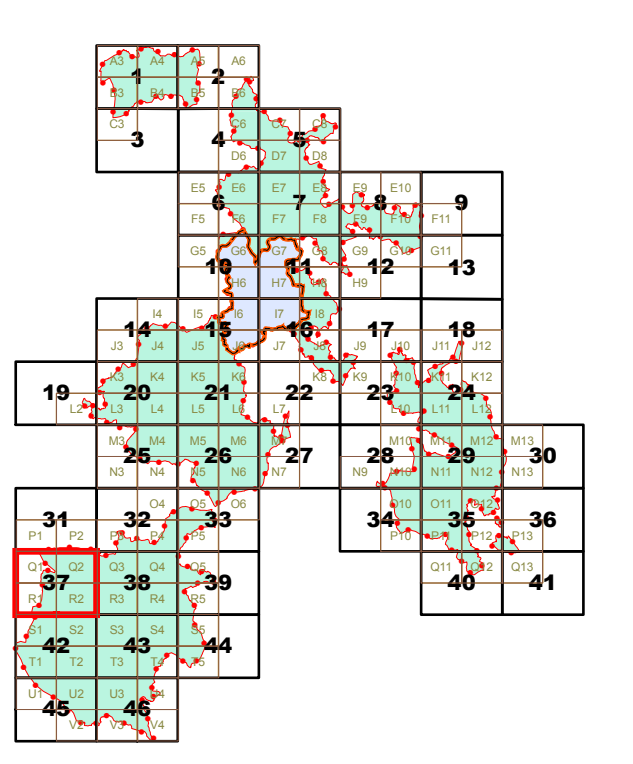 A3 A4 A5 A6
1 2
B3 B4 B5 B6
C3 C6 C7 C8
3 4 5
D6 D7 D8
E5 E6 E7 E8 E9 E10
6 7 8 9
F5 F6 F7 F8 F9 F10 F11
G5 G6 G7 G8 G9 G10 G11
10 11 12 13
H6 H7 H8 H9
I4 I5 I6 I7 I8
14 15 16 17 18
J3 J4 J5 J6 J7 J8 J9 J10 J11 J12
K3 K4 K5 K6 K8 K9 K10 K11 K12
19 20 21 22 23 24
L2 L3 L4 L5 L6 L7 L10 L11 L12
M3 M4 M5 M6 M10 M11 M12 M13
25 26 27 28 29 30
N3 N4 N5 N6 N7 N9 N10 N11 N12 N13
O4 O5 O6 O10 O11 O12
31 32 33 34 35 36
P1 P2 P3 P4 P5 P10 P11 P12 P13
Q1 Q2 Q3 Q4 Q5 Q11 Q12 Q13
37 38 39 40 41
R1 R2 R3 R4 R5
S1 S2 S3 S4 S5
42 43 44
T1 T2 T3 T4 T5
U1 U2 U3 U4
45 46
V2 V3 V4